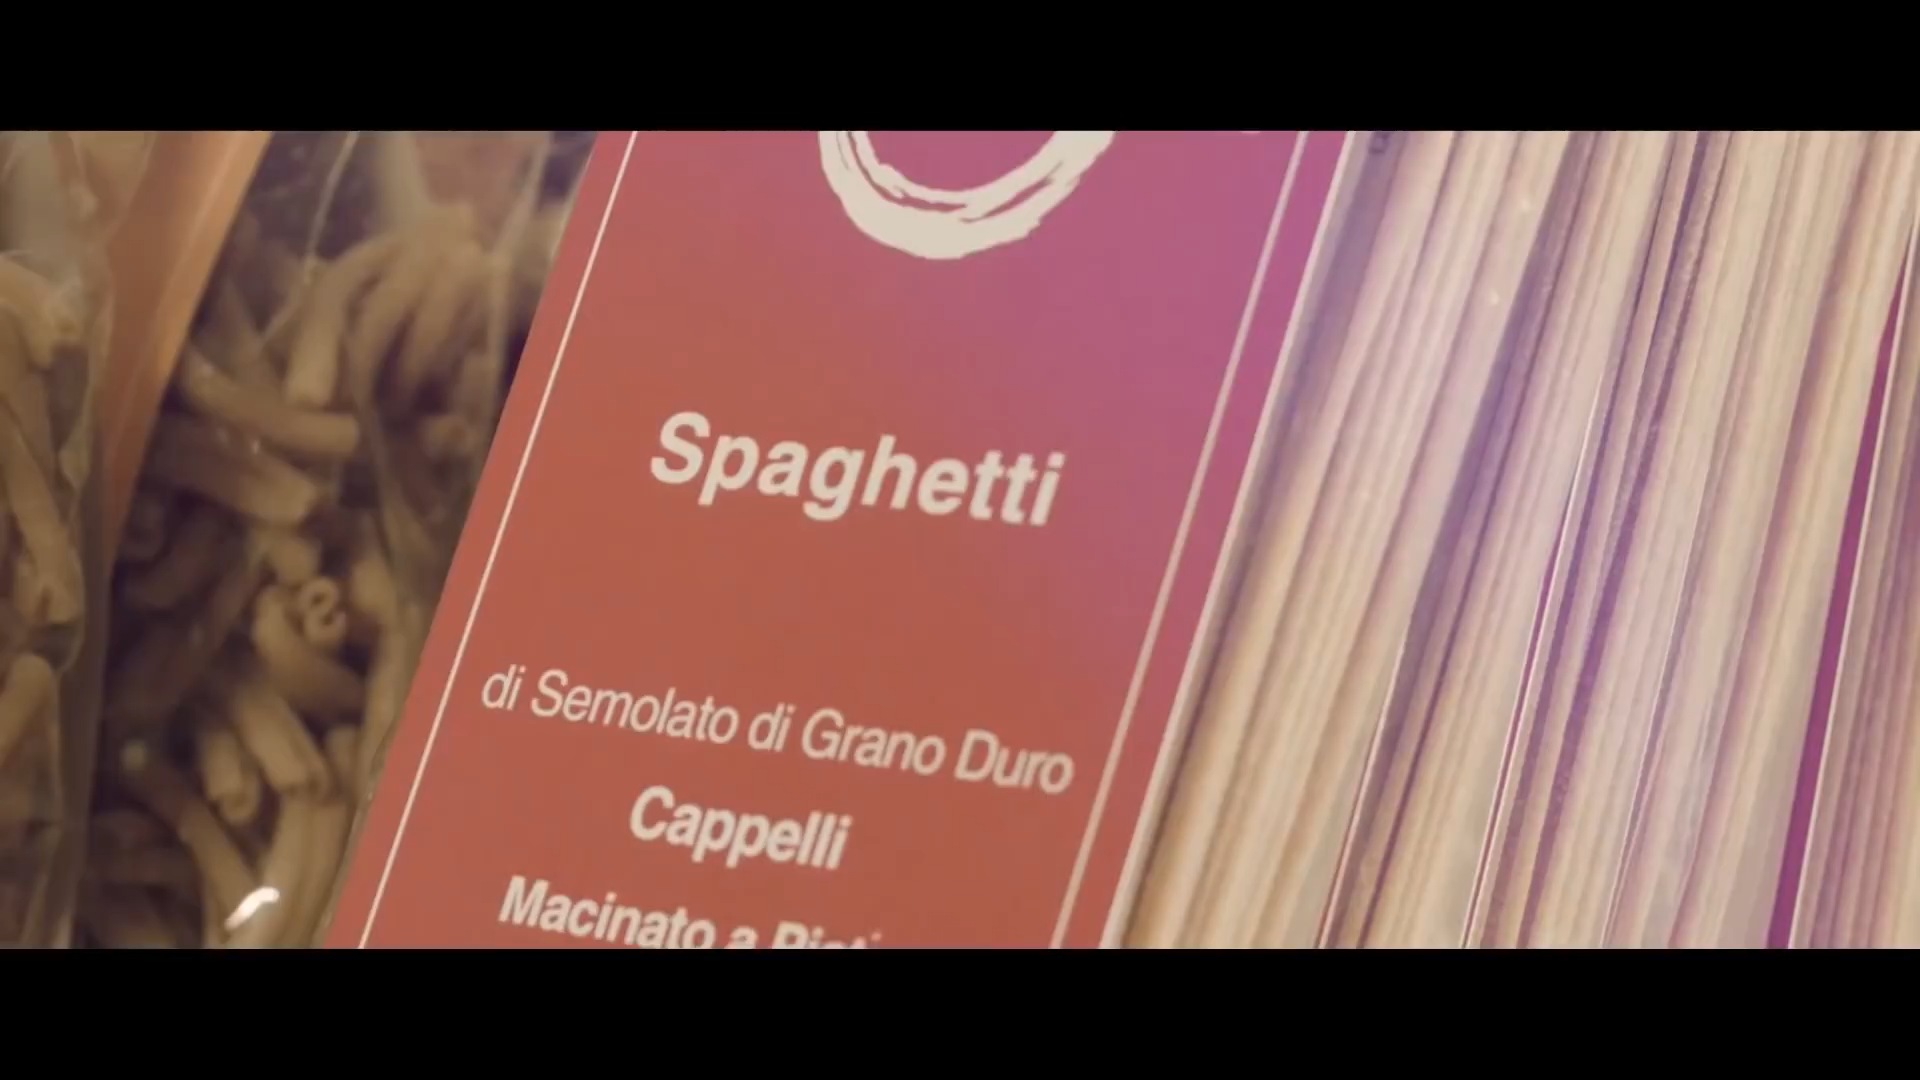 Spaghetti
di Semolato di Grano Duro
Cappelli
Macinato a